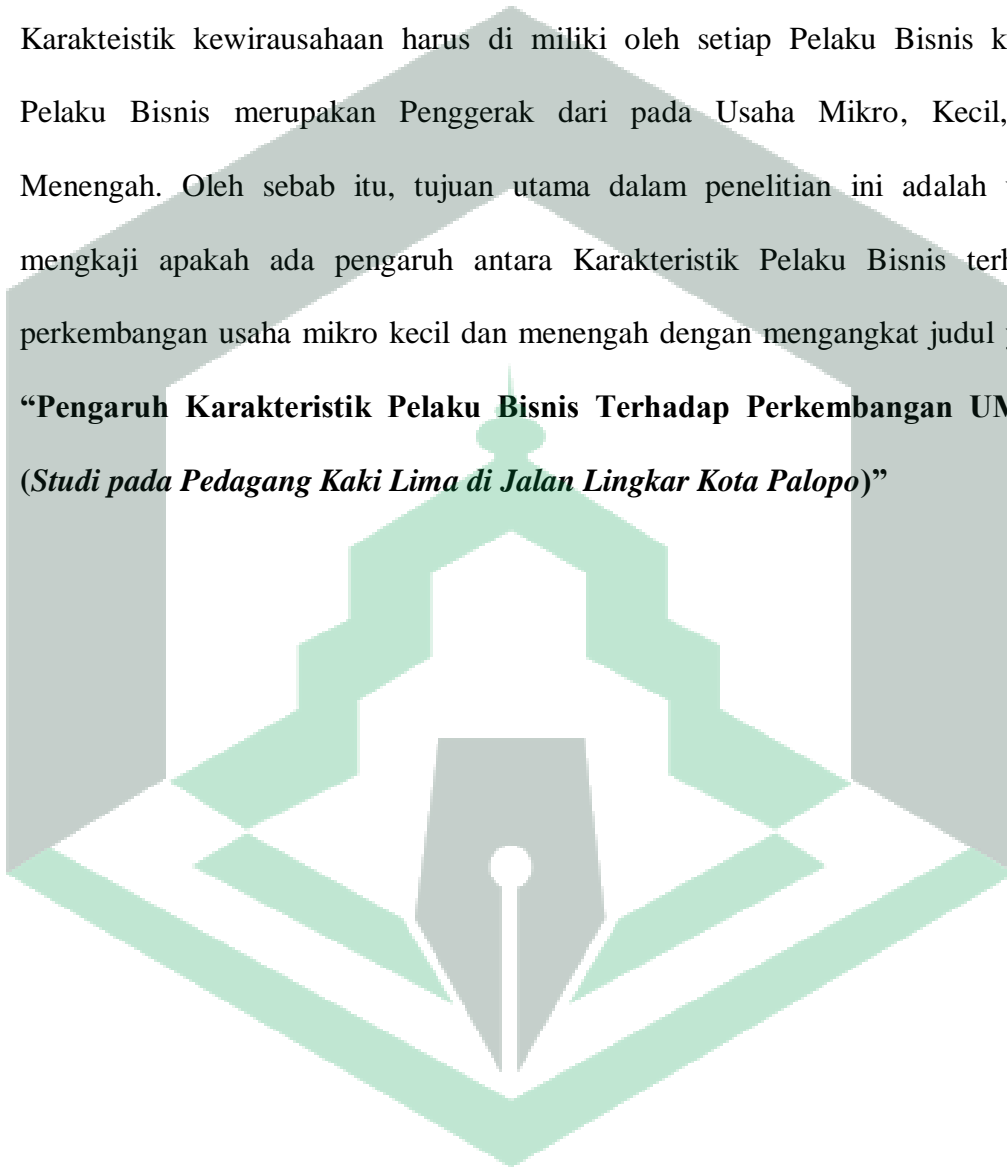 Karakteistik kewirausahaan harus di miliki oleh setiap Pelaku Bisnis
Pelaku Bisnis merupakan Penggerak dari pada Usaha Mikro, Kecil,
Menengah. Oleh sebab itu, tujuan utama dalam penelitian ini adalah
mengkaji apakah ada pengaruh antara Karakteristik Pelaku Bisnis
perkembangan usaha mikro kecil dan menengah dengan mengangkat judul
“Pengaruh Karakteristik Pelaku Bisnis Terhadap Perkembangan
(Studi pada Pedagang Kaki Lima di Jalan Lingkar Kota Palopo)”